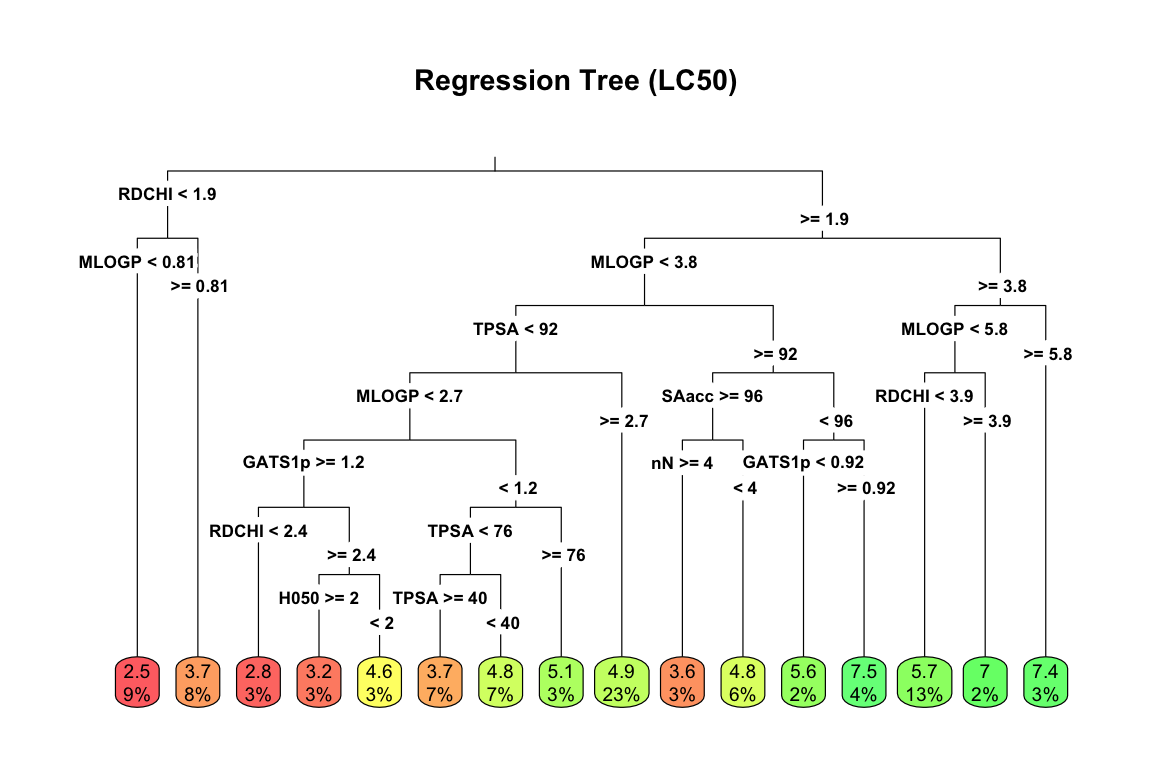 Regression Tree (LC50)
RDCHI < 1.9
>= 1.9
MLOGP < 0.81
MLOGP < 3.8
>= 0.81
>= 3.8
TPSA < 92
MLOGP < 5.8
>= 92
>= 5.8
MLOGP < 2.7
SAacc >= 96
RDCHI < 3.9
>= 2.7
< 96
>= 3.9
GATS1p >= 1.2
nN >= 4
GATS1p < 0.92
< 1.2
< 4
>= 0.92
RDCHI < 2.4
TPSA < 76
>= 2.4
>= 76
H050 >= 2
TPSA >= 40
< 2
< 40
2.5 3.7 2.8 3.2 4.6 3.7 4.8 5.1 4.9 3.6 4.8 5.6 7.5 5.7 7 7.4
9% 8% 3% 3% 3% 7% 7% 3% 23% 3% 6% 2% 4% 13% 2% 3%